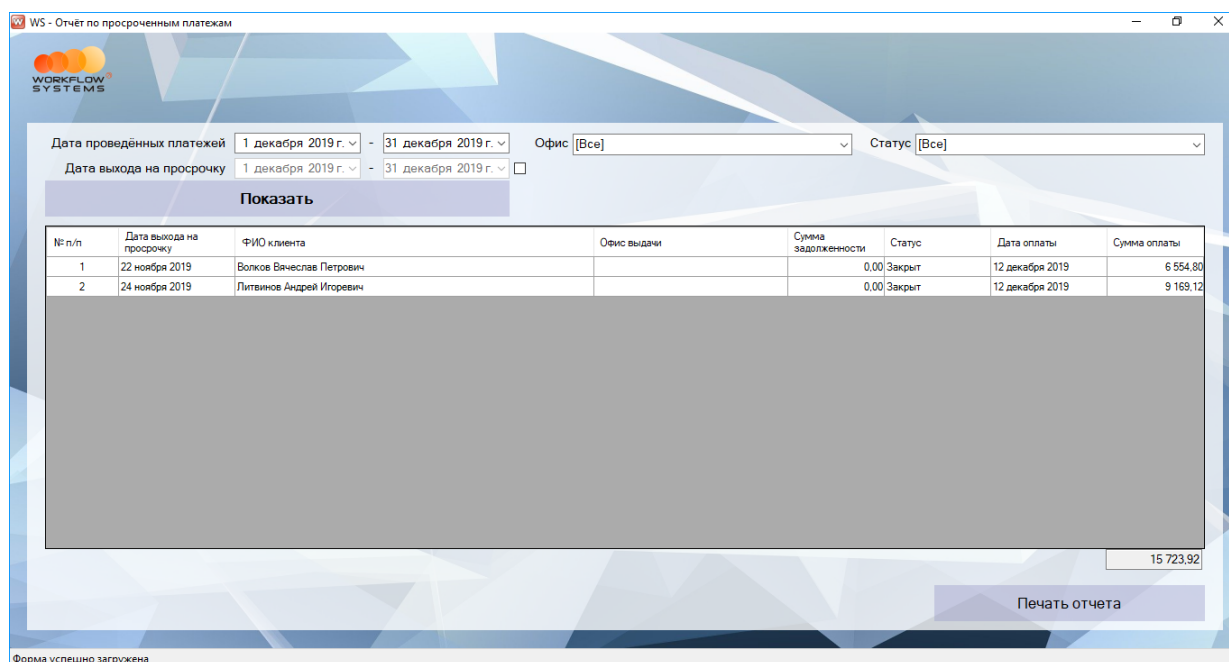 WS - Отчёт по просроченным платежам
WORKFLOW
SYSTEMS
Дата проведённых платежей 1 декабря 2019 г. - 31 декабря 2019 г. Офис [Все] Статус [Все]
Дата выхода на просрочку 1 декабря 2019 г. - 31 декабря 2019 г.
Показать
№ п/п Дата выхода на просрочку ФИО клиента Офис выдачи Сумма задолженности Статус Дата оплаты Сумма оплаты
1 22 ноября 2019 Волков Вячеслав Петрович 0,00 Закрыт 12 декабря 2019 6 554,80
2 24 ноября 2019 Литвинов Андрей Игоревич 0,00 Закрыт 12 декабря 2019 9 169,12
15 723,92
Печать отчета
Форма успешно загружена